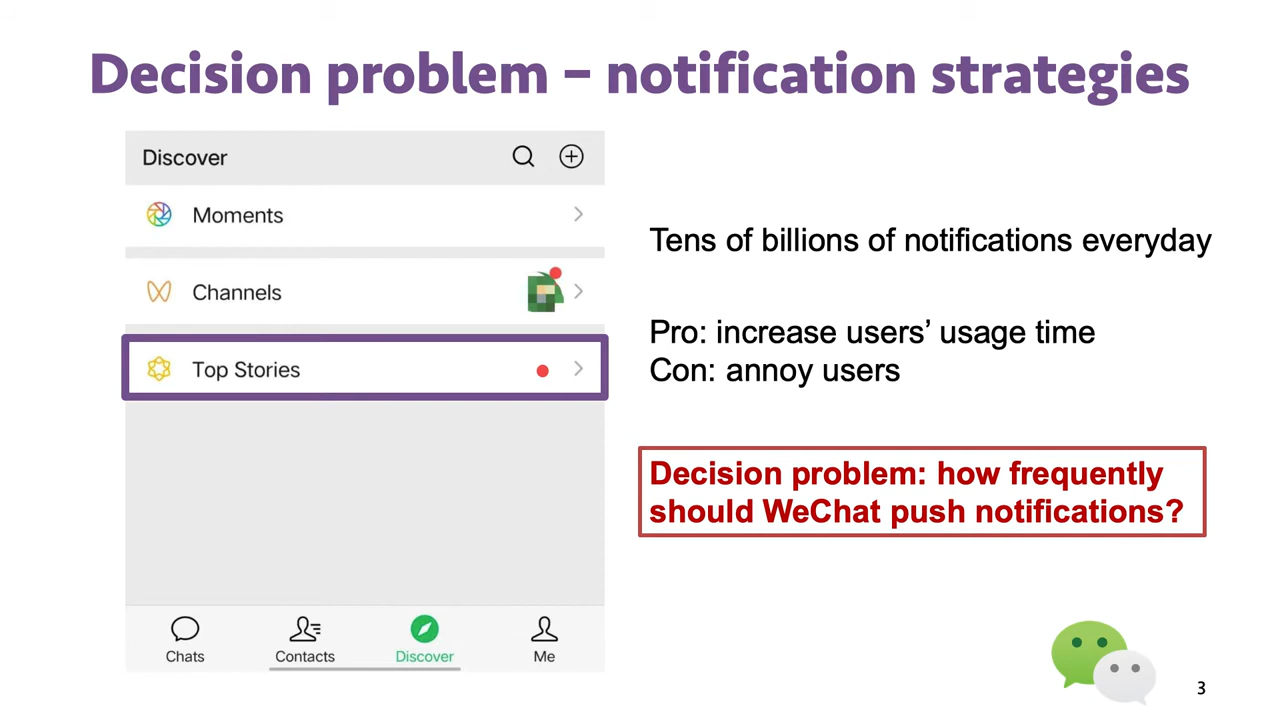 Decision problem – notification strategies
Discover
Moments
Channels
Top Stories
Chats
Contacts
Discover
Me
Tens of billions of notifications everyday
Pro: increase users’ usage time
Con: annoy users
Decision problem: how frequently
should WeChat push notifications?
3